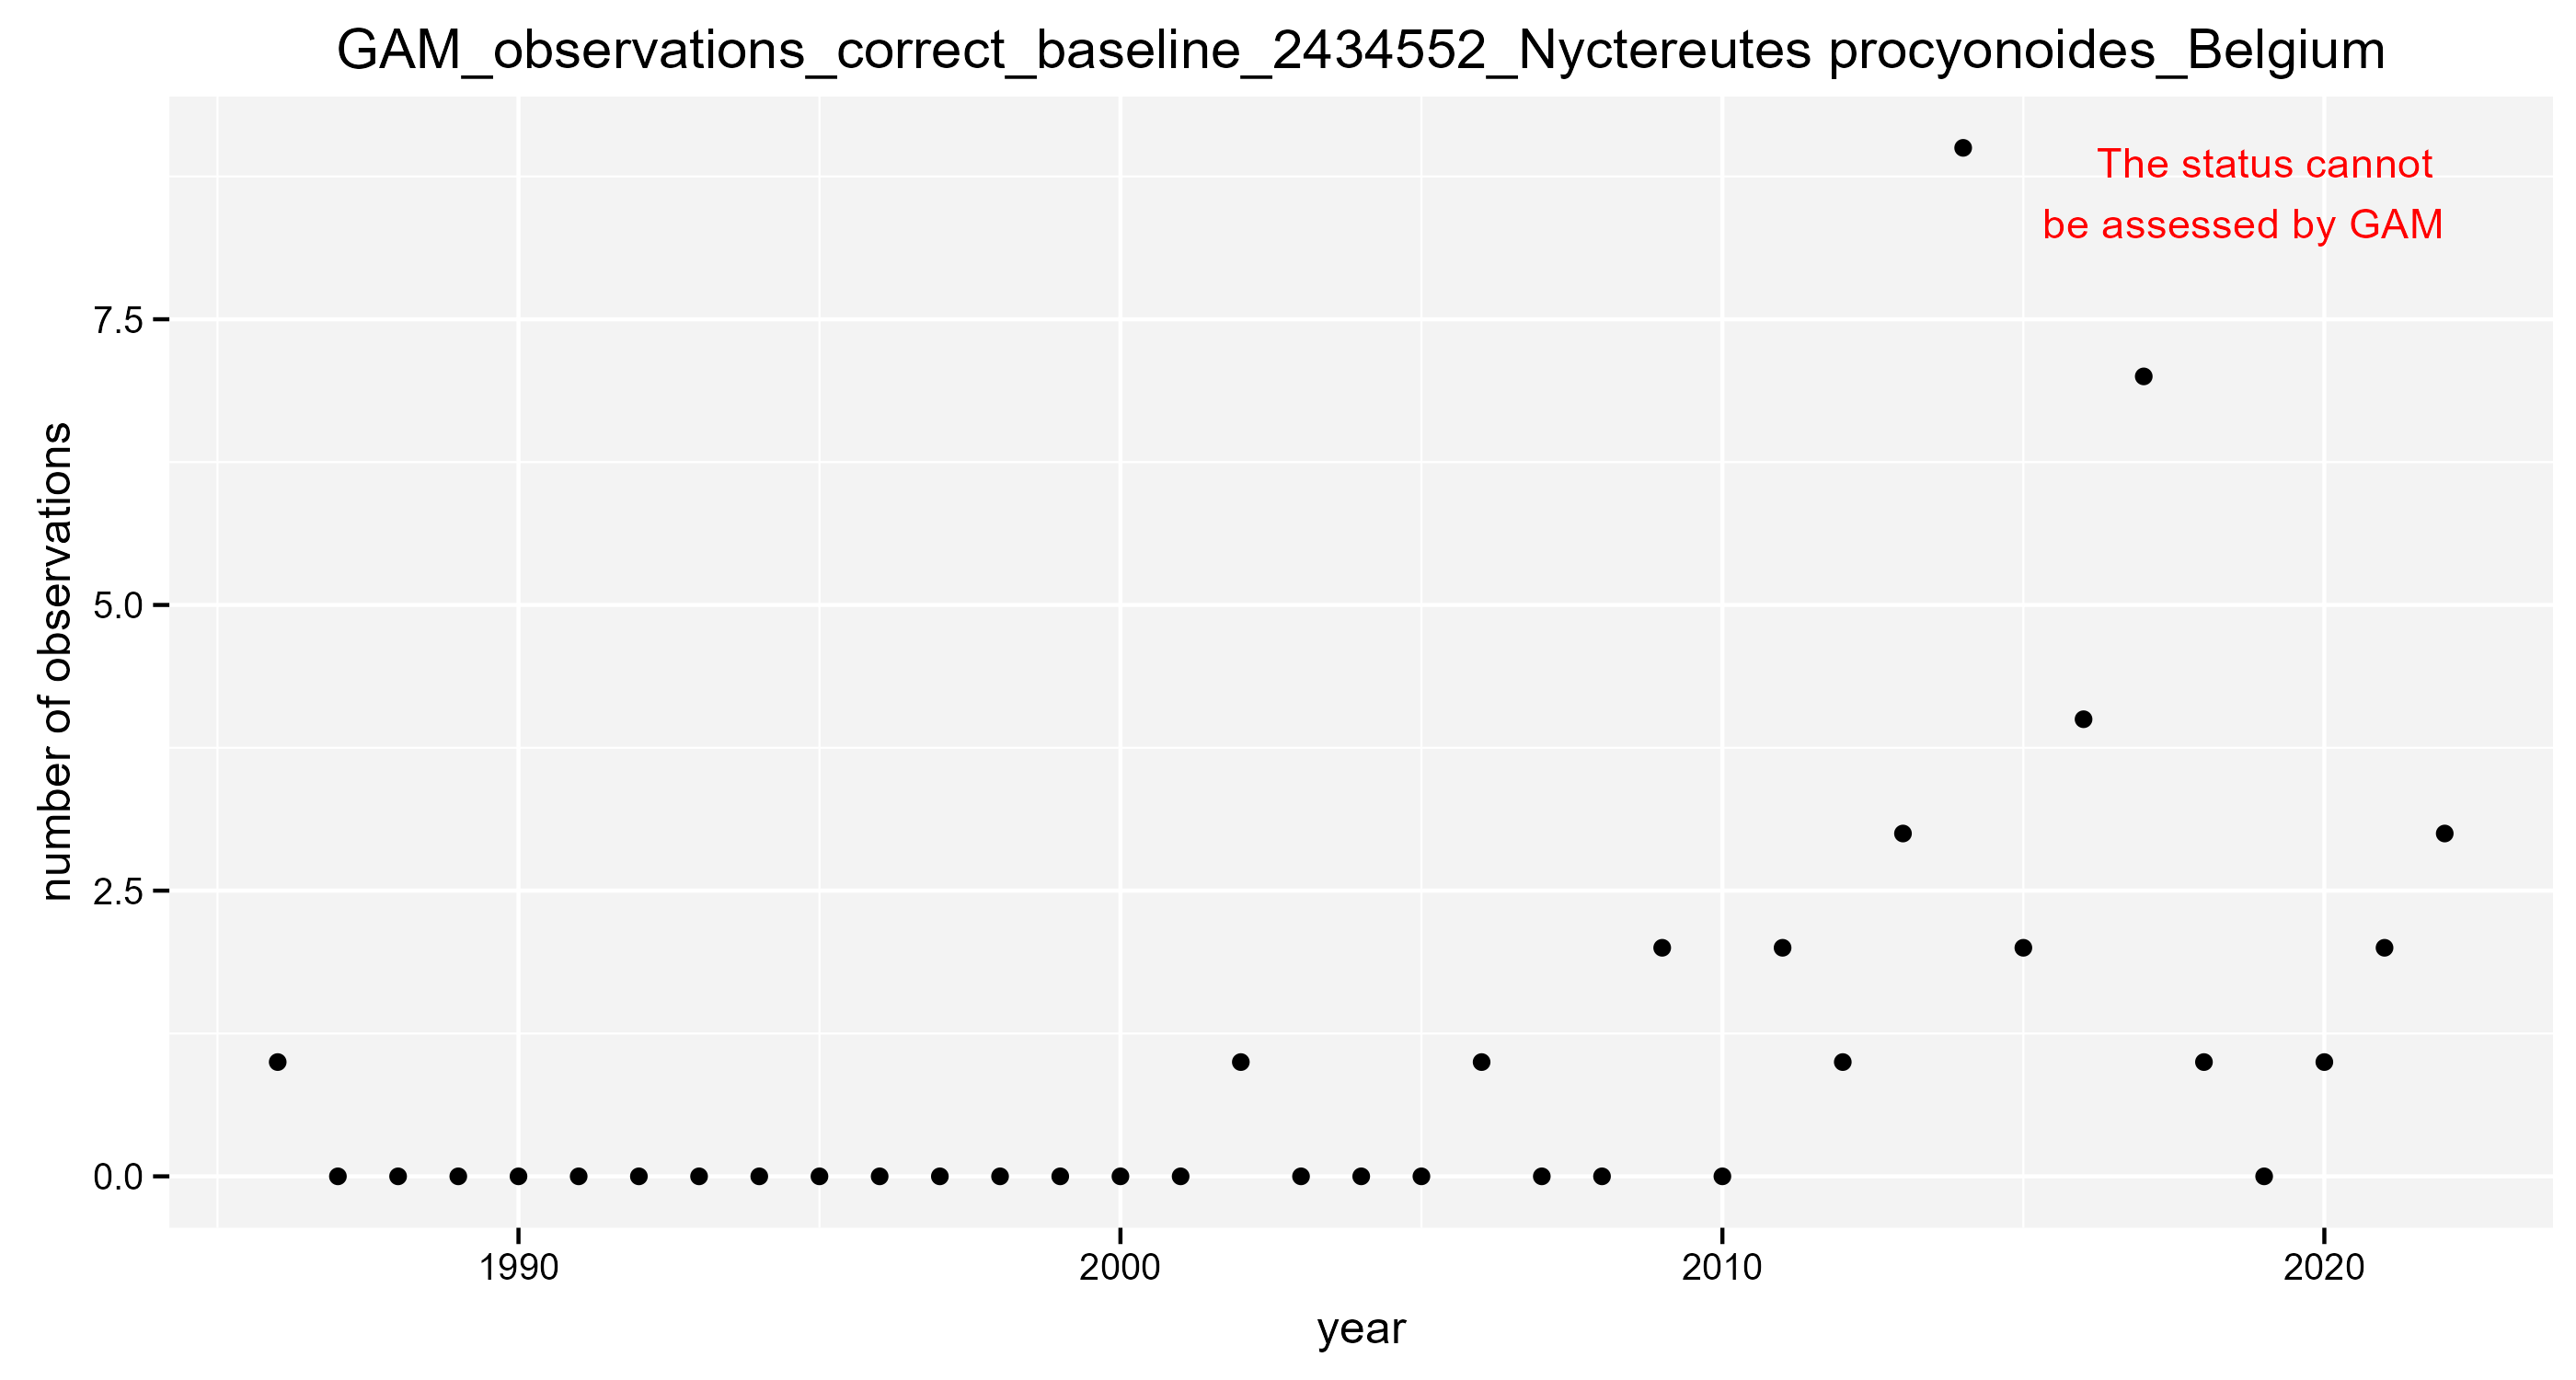 GAM_observations_correct_baseline_2434552_Nyctereutes procyonoides_Belgium
The status cannot
be assessed by GAM
7.5
5.0
2.5
0.0
number of observations
1990
2000
2010
2020
year